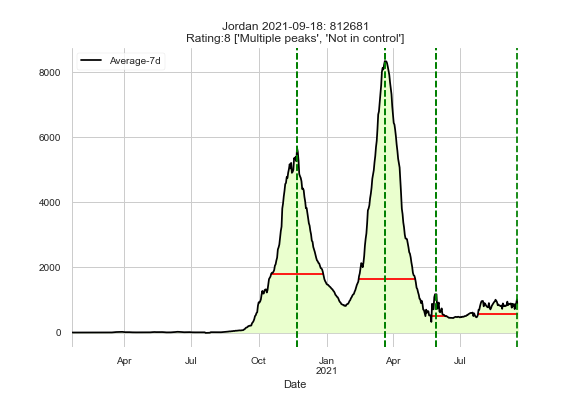 Jordan 2021-09-18: 812681
Rating:8 ['Multiple peaks', 'Not in control']
Average-7d
8000
6000
4000
2000
0
Apr Jul Oct Jan Apr Jul
2021
Date